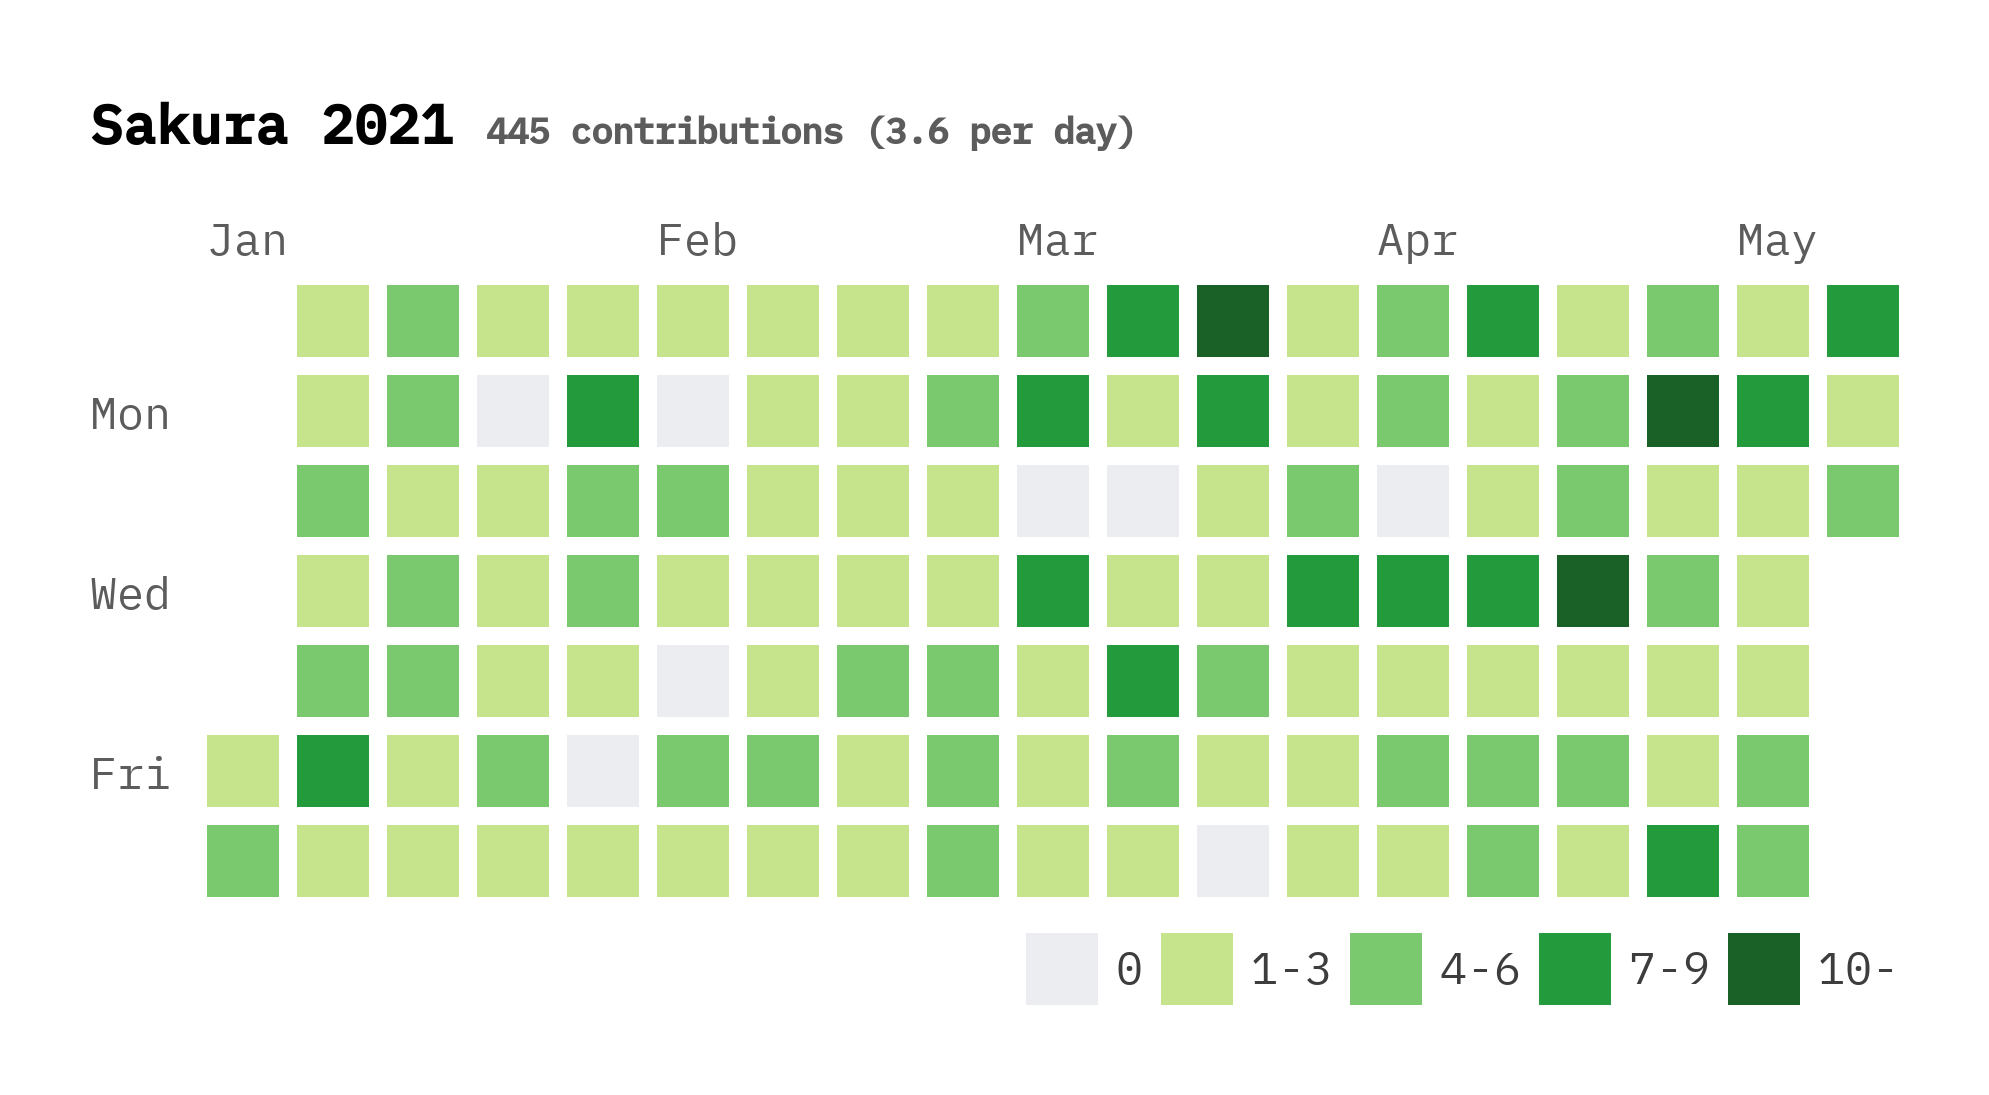 Sakura 2021 445 contributions (3.6 per day)
Jan Feb Mar Apr May
Mon
Wed
Fri
0 1-3 4-6 7-9 10-